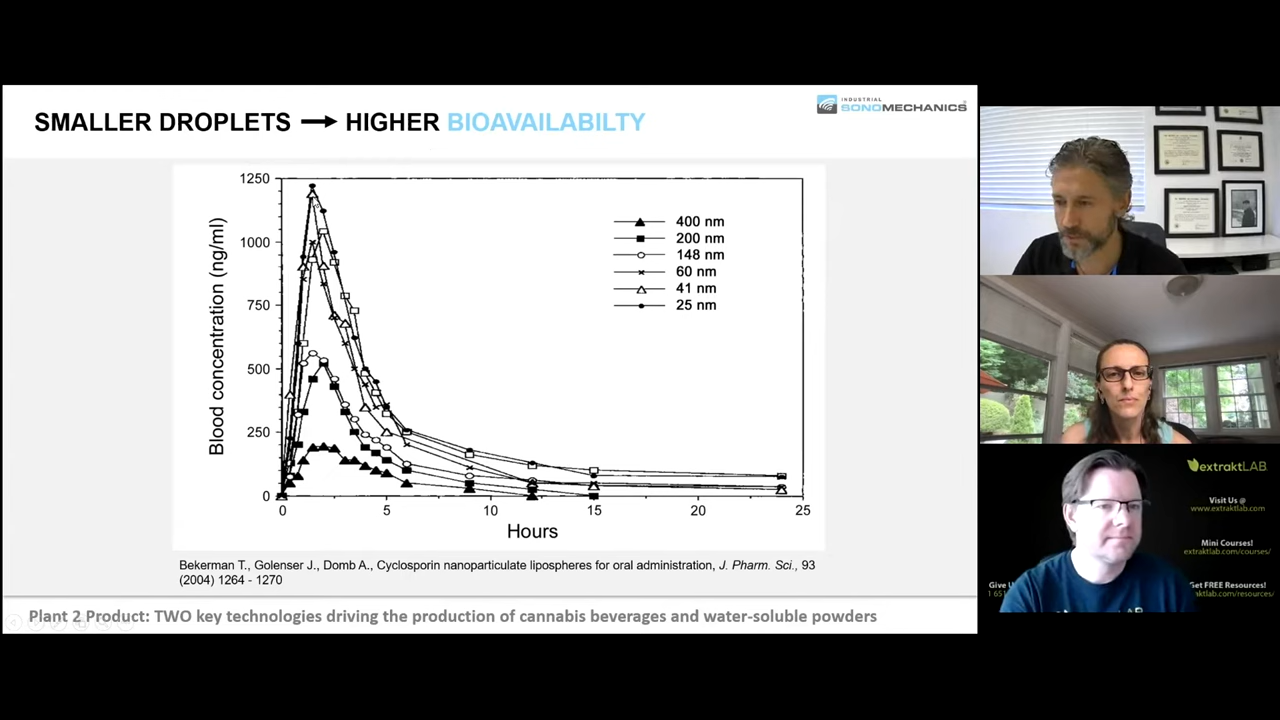 SMALLER DROPLETS → HIGHER BIOAVAILABILTY
INDUSTRIAL
SONOMECHANICS
1250
1000
750
500
250
0
Blood concentration (ng/ml)
400 nm
200 nm
148 nm
60 nm
41 nm
25 nm
0 5 10 15 20 25
Hours
Bekerman T., Golenser J., Domb A., Cyclosporin nanoparticulate lipospheres for oral administration, J. Pharm. Sci., 93
(2004) 1264 - 1270
Plant 2 Product: TWO key technologies driving the production of cannabis beverages and water-soluble powders
extraktLAB
Visit Us @
www.extraktlab.com
Mini Courses!
extraktlab.com/courses/
Give
Get FREE Resources!
1 651